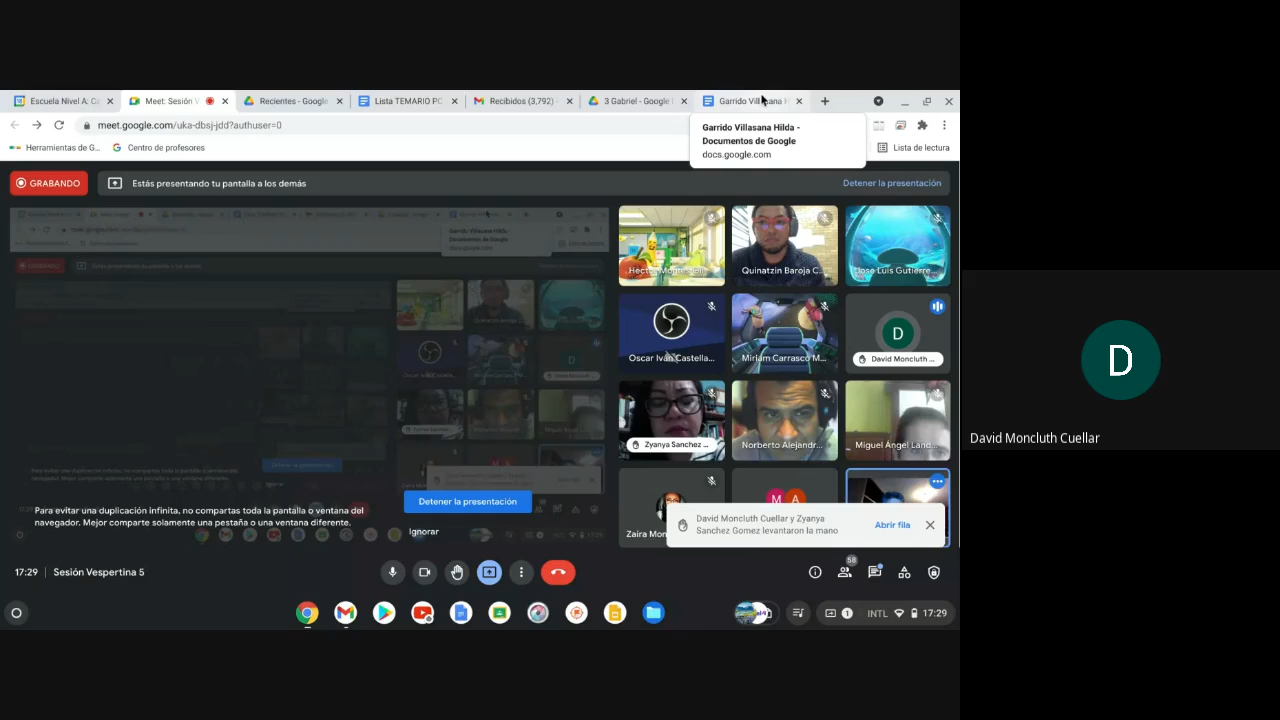 Escuela Nivel A: C
Meet: Sesión V
Recientes - Google
Lista TEMARIO PC
Recibidos (3,792) -
3 Gabriel - Google
Garrido Villasana H
meet.google.com/uka-dbsj-jdd?authuser=0
Herramientas de G...
Centro de profesores
Garrido Villasana Hilda -
Documentos de Google
docs.google.com
Lista de lectura
GRABANDO
Estás presentando tu pantalla a los demás
Detener la presentación
Quinatzin Baroja C...
Jose Luis Gutierre...
Oscar Iván Castella...
Miriam Carrasco M...
D
David Moncluth ...
Zyanya Sanchez ...
Norberto Alejandr...
Miguel Angel Land...
Zaira Mon
M A
David Moncluth Cuellar y Zyanya
Sanchez Gomez levantaron la mano
Abrir fila
Detener la presentación
Para evitar una duplicación infinita, no compartas toda la pantalla o ventana del
navegador. Mejor comparte solamente una pestaña o una ventana diferente.
Ignorar
17:29 | Sesión Vespertina 5
58
1
INTL
17:29
D
David Moncluth Cuellar